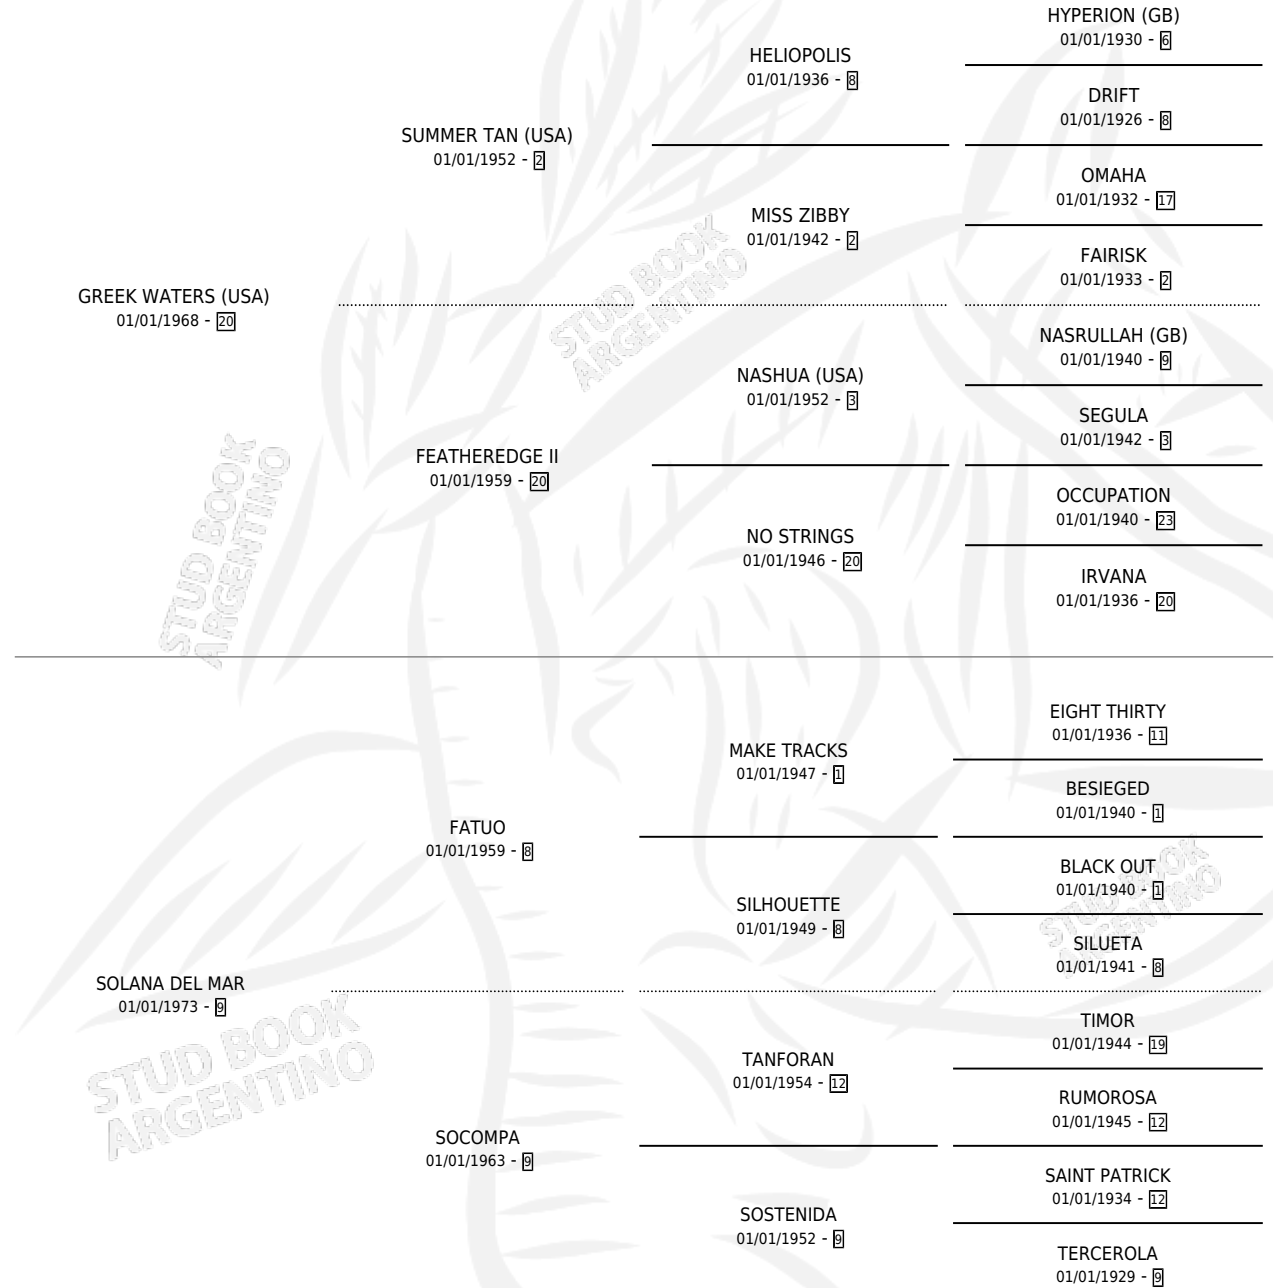 HYPERION (GB)
01/01/1930 - 6
HELIOPOLIS
01/01/1936 - 8
DRIFT
01/01/1926 - 8
SUMMER TAN (USA)
01/01/1952 - 2
OMAHA
01/01/1932 - 17
MISS ZIBBY
01/01/1942 - 2
FAIRISK
01/01/1933 - 2
GREEK WATERS (USA)
01/01/1968 - 20
NASRULLAH (GB)
01/01/1940 - 9
NASHUA (USA)
01/01/1952 - 3
SEGULA
01/01/1942 - 3
FEATHEREDGE II
01/01/1959 - 20
OCCUPATION
01/01/1940 - 23
NO STRINGS
01/01/1946 - 20
IRVANA
01/01/1936 - 20
EIGHT THIRTY
01/01/1936 - 11
MAKE TRACKS
01/01/1947 - 1
BESIEGED
01/01/1940 - 1
FATUO
01/01/1959 - 8
BLACK OUT
01/01/1940 - 1
SILHOUETTE
01/01/1949 - 8
SILUETA
01/01/1941 - 8
SOLANA DEL MAR
01/01/1973 - 9
TIMOR
01/01/1944 - 19
TANFORAN
01/01/1954 - 12
RUMOROSA
01/01/1945 - 12
SOCOMPA
01/01/1963 - 9
SAINT PATRICK
01/01/1934 - 12
SOSTENIDA
01/01/1952 - 9
TERCEROLA
01/01/1929 - 9
STUD BOOK
ARGENTINO
STUD BOOK
ARGENTINO
STUD BOOK
ARGENTINO
STUD BOOK
ARGENTINO